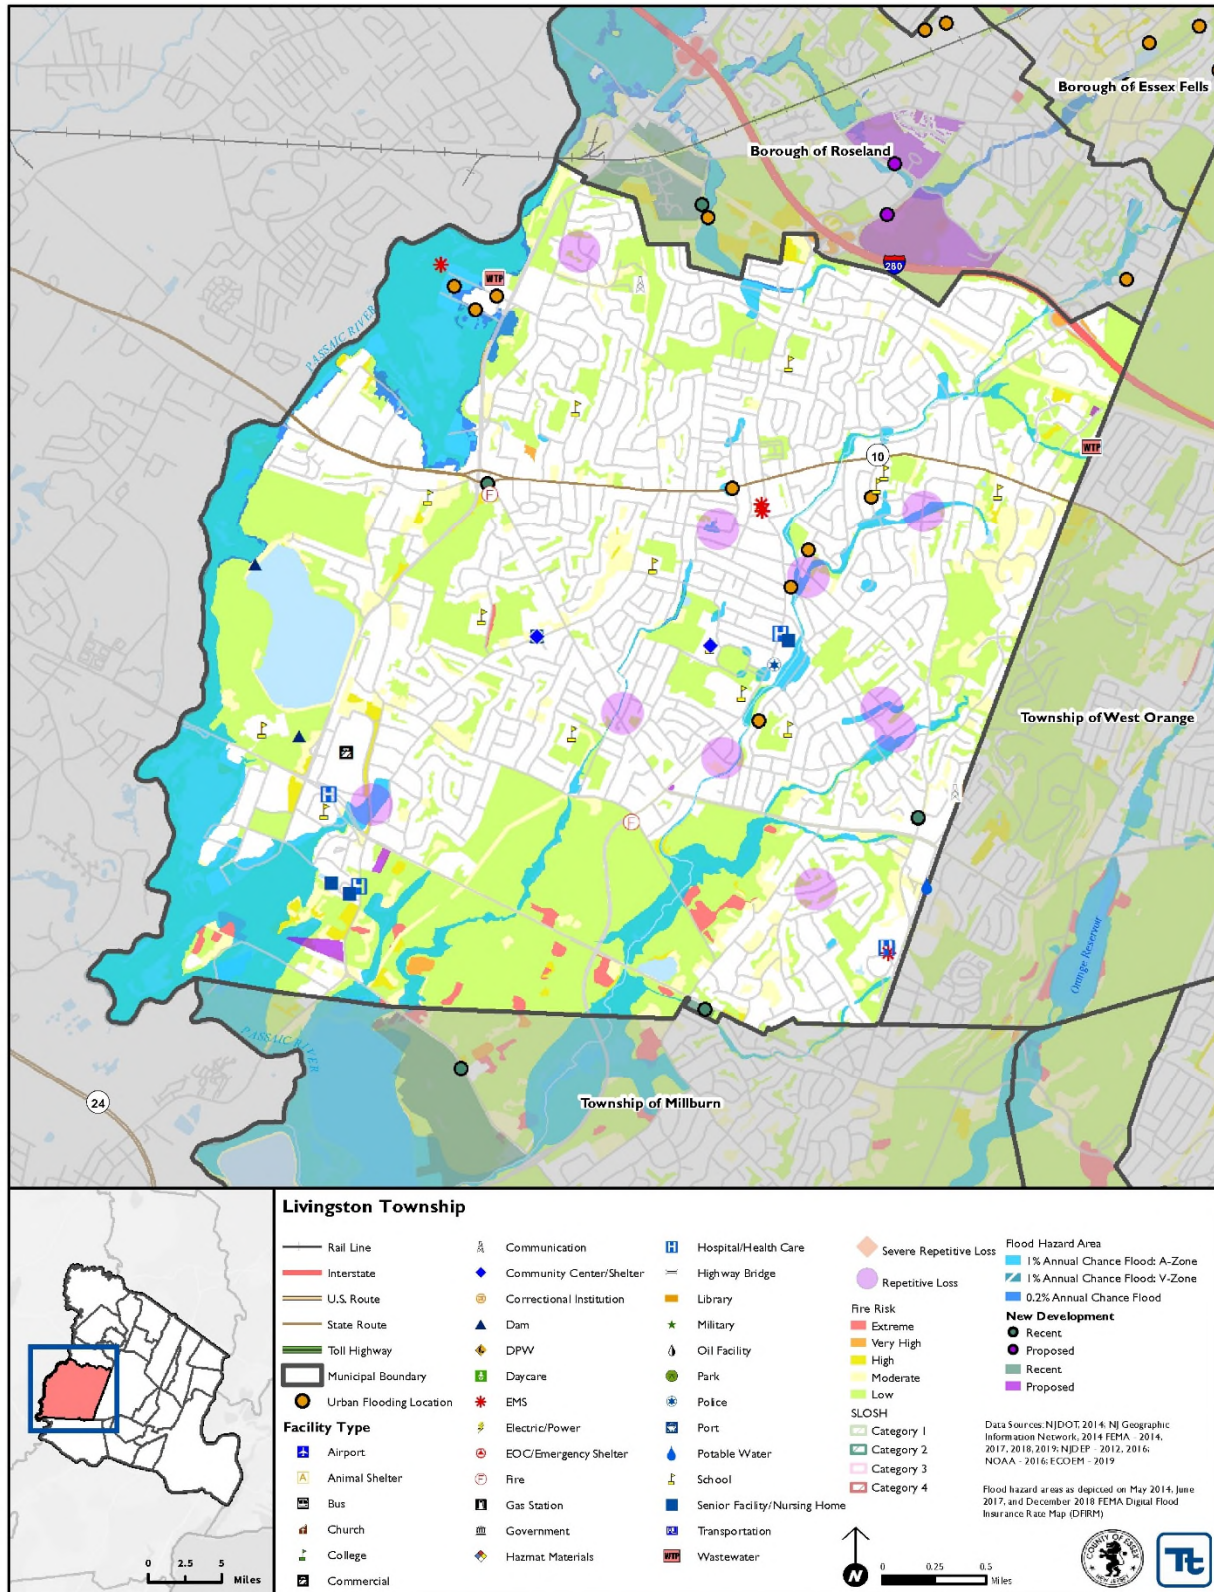 Borough of Essex Fells
Borough of Roseland
280
WTP
PASSAIC RIVER
10
WTP
F
H
Township of West Orange
H
F
H
H
Orange Reservoir
PASSAIC RIVER
24
Township of Millburn
Livingston Township
Rail Line
Interstate
U.S. Route
State Route
Toll Highway
Municipal Boundary
Urban Flooding Location
Facility Type
Airport
A Animal Shelter
Bus
Church
College
Commercial
Communication
Community Center/Shelter
Correctional Institution
Dam
DPW
Daycare
EMS
Electric/Power
EOC/Emergency Shelter
F Fire
Gas Station
Government
Hazmat Materials
H Hospital/Health Care
Highway Bridge
Library
Military
Oil Facility
Park
Police
Port
Potable Water
School
Senior Facility/Nursing Home
Transportation
WTP Wastewater
Severe Repetitive Loss
Repetitive Loss
Fire Risk
Extreme
Very High
High
Moderate
Low
SLOSH
Category 1
Category 2
Category 3
Category 4
Flood Hazard Area
1% Annual Chance Flood: A-Zone
1% Annual Chance Flood: V-Zone
0.2% Annual Chance Flood
New Development
Recent
Proposed
Recent
Proposed
Data Sources: NJDOT, 2014; NJ Geographic
Information Network, 2014 FEMA - 2014,
2017, 2018, 2019; NJDEP - 2012, 2016;
NOAA - 2016; ECOEM - 2019
Flood hazard areas as depicted on May 2014, June
2017, and December 2018 FEMA Digital Flood
Insurance Rate Map (DFIRM)
0 2.5 5
Miles
N
0 0.25 0.5
Miles
COUNTY OF ESSEX
NEW JERSEY
Tt